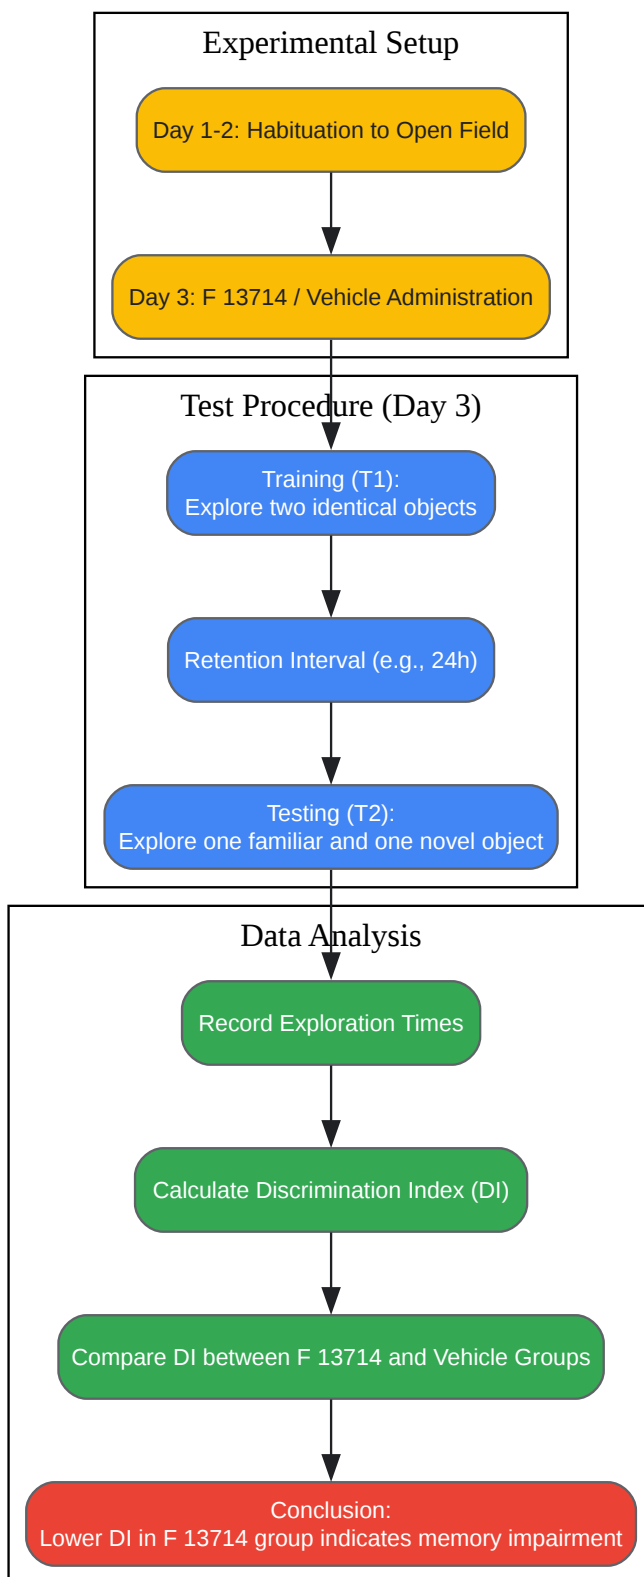 Experimental Setup
Day 1-2: Habituation to Open Field
Day 3: F 13714 / Vehicle Administration
Test Procedure (Day 3)
Training (T1):
Explore two identical objects
Retention Interval (e.g., 24h)
Testing (T2):
Explore one familiar and one novel object
Data Analysis
Record Exploration Times
Calculate Discrimination Index (DI)
Compare DI between F 13714 and Vehicle Groups
Conclusion:
Lower DI in F 13714 group indicates memory impairment